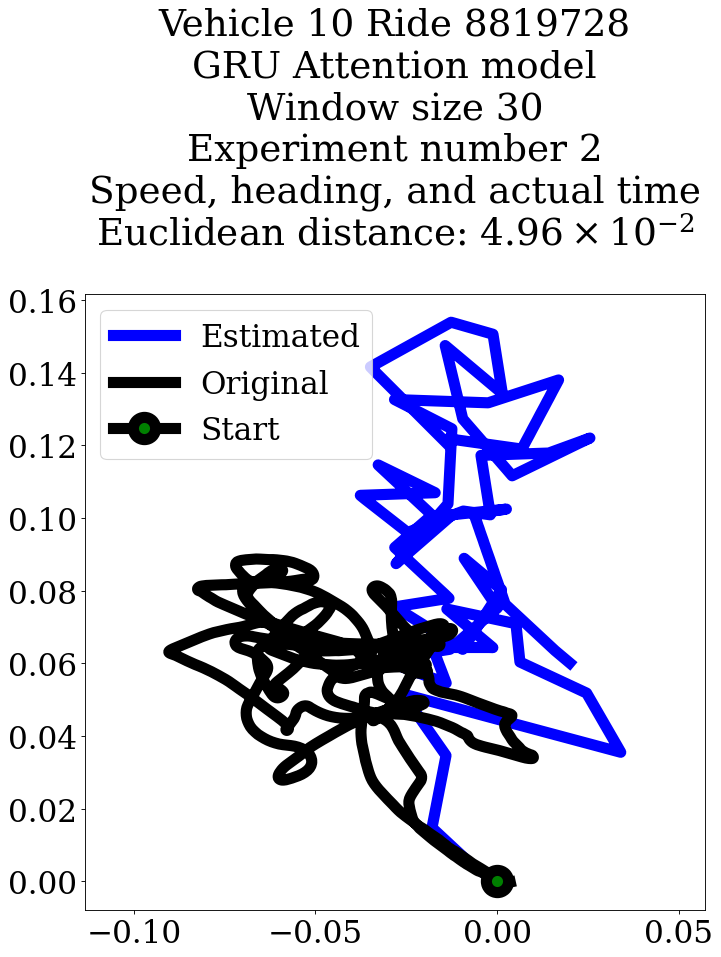 Vehicle 10 Ride 8819728
GRU Attention model
Window size 30
Experiment number 2
Speed, heading, and actual time
Euclidean distance: 4.96 × 10⁻²
Estimated
Original
Start
0.16
0.14
0.12
0.10
0.08
0.06
0.04
0.02
0.00
−0.10 −0.05 0.00 0.05